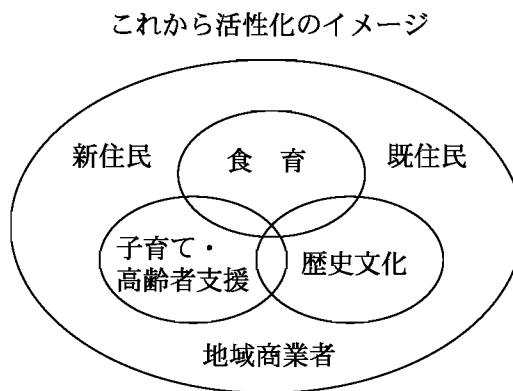 これから活性化のイメージ
新住民
食　育
既住民
子育て・
高齢者支援
歴史文化
地域商業者